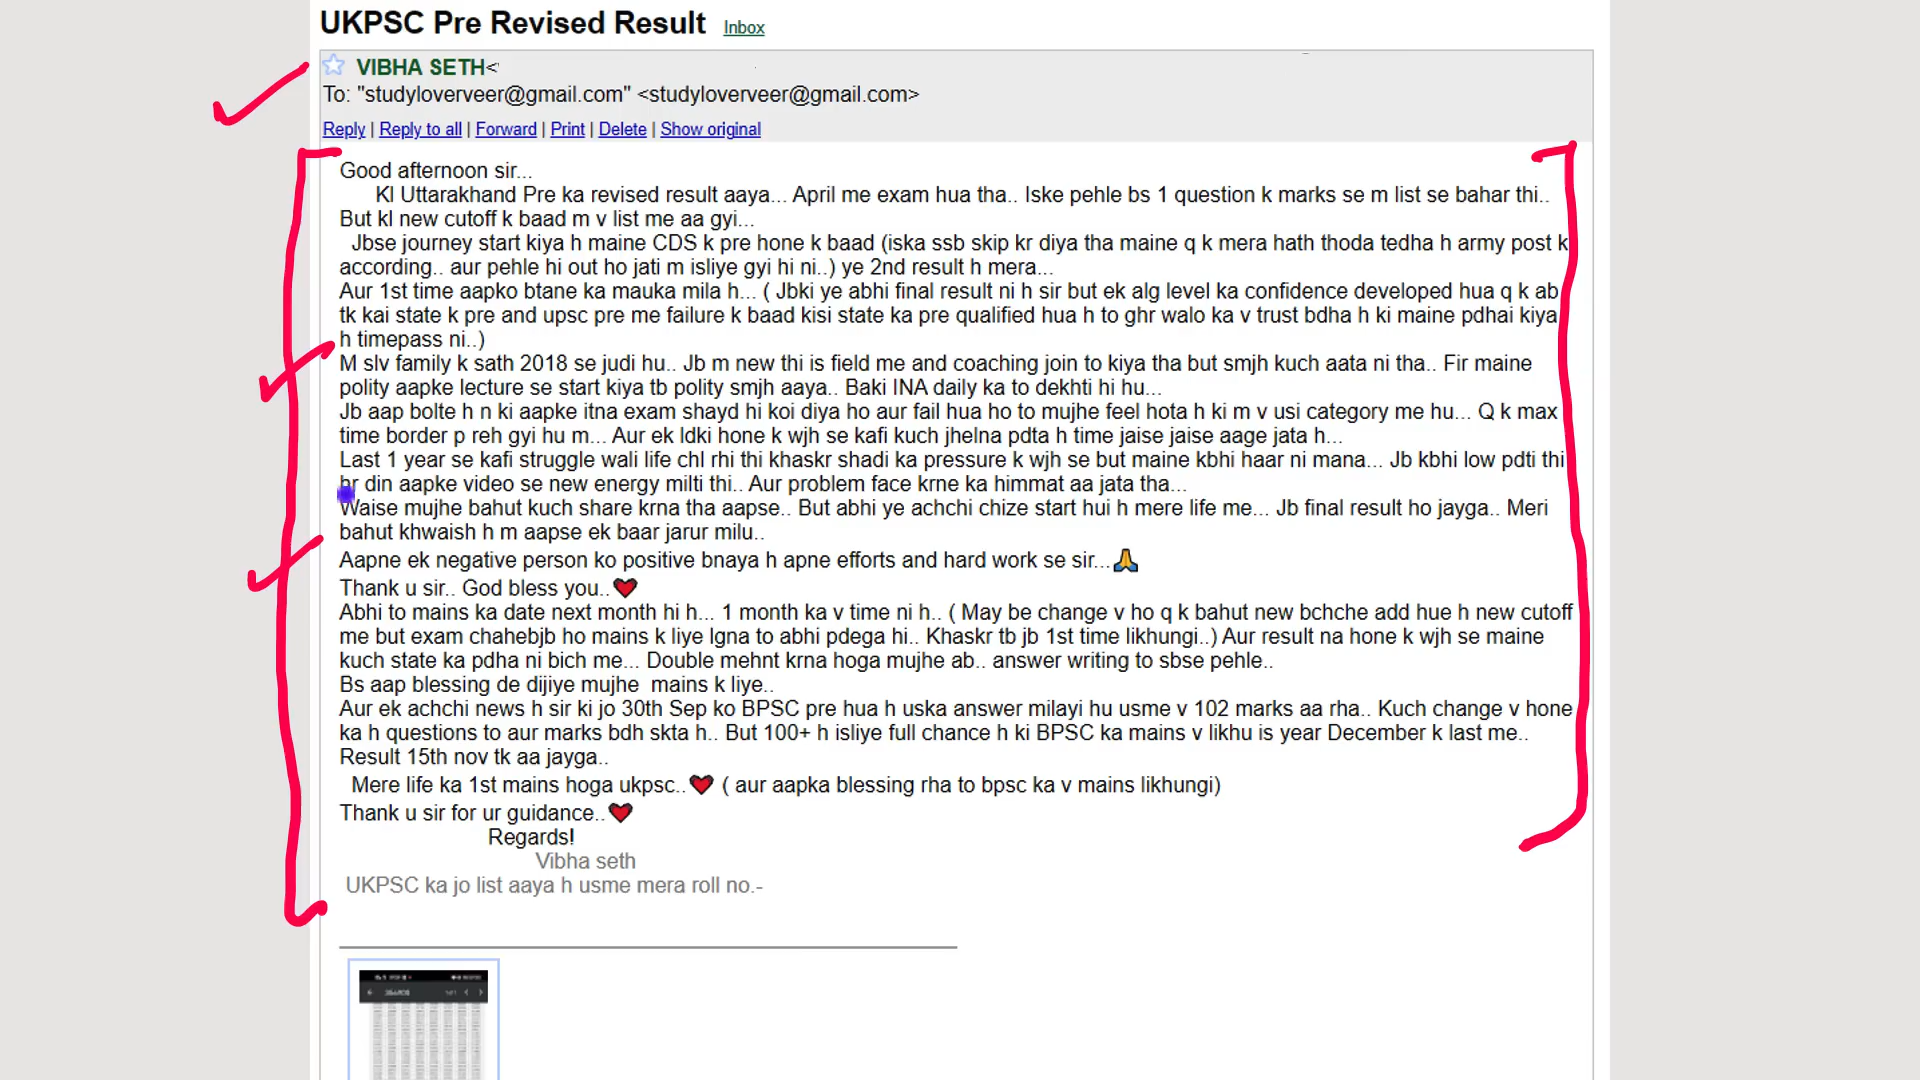 UKPSC Pre Revised Result Inbox
VIBHA SETH<
To: "studyloverveer@gmail.com" <studyloverveer@gmail.com>
Reply | Reply to all | Forward | Print | Delete | Show original
Good afternoon sir...
Kl Uttarakhand Pre ka revised result aaya... April me exam hua tha.. Iske pehle bs 1 question k marks se m list se bahar thi..
But kl new cutoff k baad m v list me aa gyi...
Jbse journey start kiya h maine CDS k pre hone k baad (iska ssb skip kr diya tha maine q k mera hath thoda tedha h army post k
according.. aur pehle hi out ho jati m isliye gyi hi ni..) ye 2nd result h mera...
Aur 1st time aapko btane ka mauka mila h... ( Jbki ye abhi final result ni h sir but ek alg level ka confidence developed hua q k ab
tk kai state k pre and upsc pre me failure k baad kisi state ka pre qualified hua h to ghr walo ka v trust bdha h ki maine pdhai kiya
h timepass ni..)
M slv family k sath 2018 se judi hu.. Jb m new thi is field me and coaching join to kiya tha but smjh kuch aata ni tha.. Fir maine
polity aapke lecture se start kiya tb polity smjh aaya.. Baki INA daily ka to dekhti hi hu...
Jb aap bolte h n ki aapke itna exam shayd hi koi diya ho aur fail hua ho to mujhe feel hota h ki m v usi category me hu... Q k max
time border p reh gyi hu m... Aur ek ldki hone k wjh se kafi kuch jhelna pdta h time jaise jaise aage jata h...
Last 1 year se kafi struggle wali life chl rhi thi khaskr shadi ka pressure k wjh se but maine kbhi haar ni mana... Jb kbhi low pdti thi
hr din aapke video se new energy milti thi.. Aur problem face krne ka himmat aa jata tha...
Waise mujhe bahut kuch share krna tha aapse.. But abhi ye achchi chize start hui h mere life me... Jb final result ho jayga.. Meri
bahut khwaish h m aapse ek baar jarur milu..
Aapne ek negative person ko positive bnaya h apne efforts and hard work se sir...🙏
Thank u sir.. God bless you..❤️
Abhi to mains ka date next month hi h... 1 month ka v time ni h.. ( May be change v ho q k bahut new bchche add hue h new cutoff
me but exam chahebjb ho mains k liye lgna to abhi pdega hi.. Khaskr tb jb 1st time likhungi..) Aur result na hone k wjh se maine
kuch state ka pdha ni bich me... Double mehnt krna hoga mujhe ab.. answer writing to sbse pehle..
Bs aap blessing de dijiye mujhe mains k liye..
Aur ek achchi news h sir ki jo 30th Sep ko BPSC pre hua h uska answer milayi hu usme v 102 marks aa rha.. Kuch change v hone
ka h questions to aur marks bdh skta h.. But 100+ h isliye full chance h ki BPSC ka mains v likhu is year December k last me..
Result 15th nov tk aa jayga..
Mere life ka 1st mains hoga ukpsc..❤️ ( aur aapka blessing rha to bpsc ka v mains likhungi)
Thank u sir for ur guidance..❤️
Regards!
Vibha seth
UKPSC ka jo list aaya h usme mera roll no.-